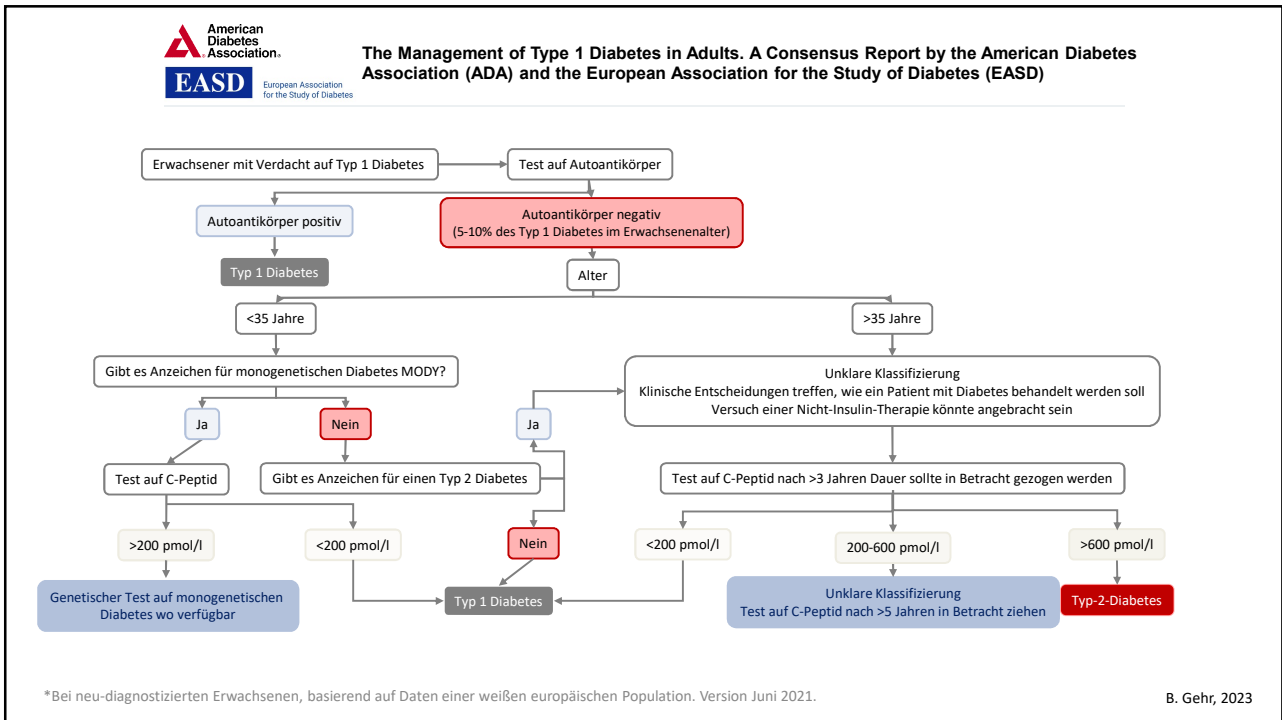 American
Diabetes
Association®
EASD
European Association
for the Study of Diabetes
The Management of Type 1 Diabetes in Adults. A Consensus Report by the American Diabetes
Association (ADA) and the European Association for the Study of Diabetes (EASD)
Erwachsener mit Verdacht auf Typ 1 Diabetes
Test auf Autoantikörper
Autoantikörper positiv
Autoantikörper negativ
(5-10% des Typ 1 Diabetes im Erwachsenenalter)
Typ 1 Diabetes
Alter
<35 Jahre
>35 Jahre
Gibt es Anzeichen für monogenetischen Diabetes MODY?
Unklare Klassifizierung
Klinische Entscheidungen treffen, wie ein Patient mit Diabetes behandelt werden soll
Versuch einer Nicht-Insulin-Therapie könnte angebracht sein
Ja
Nein
Ja
Test auf C-Peptid
Gibt es Anzeichen für einen Typ 2 Diabetes
Test auf C-Peptid nach >3 Jahren Dauer sollte in Betracht gezogen werden
>200 pmol/l
<200 pmol/l
Nein
<200 pmol/l
200-600 pmol/l
>600 pmol/l
Genetischer Test auf monogenetischen
Diabetes wo verfügbar
Typ 1 Diabetes
Unklare Klassifizierung
Test auf C-Peptid nach >5 Jahren in Betracht ziehen
Typ-2-Diabetes
*Bei neu-diagnostizierten Erwachsenen, basierend auf Daten einer weißen europäischen Population. Version Juni 2021.
B. Gehr, 2023